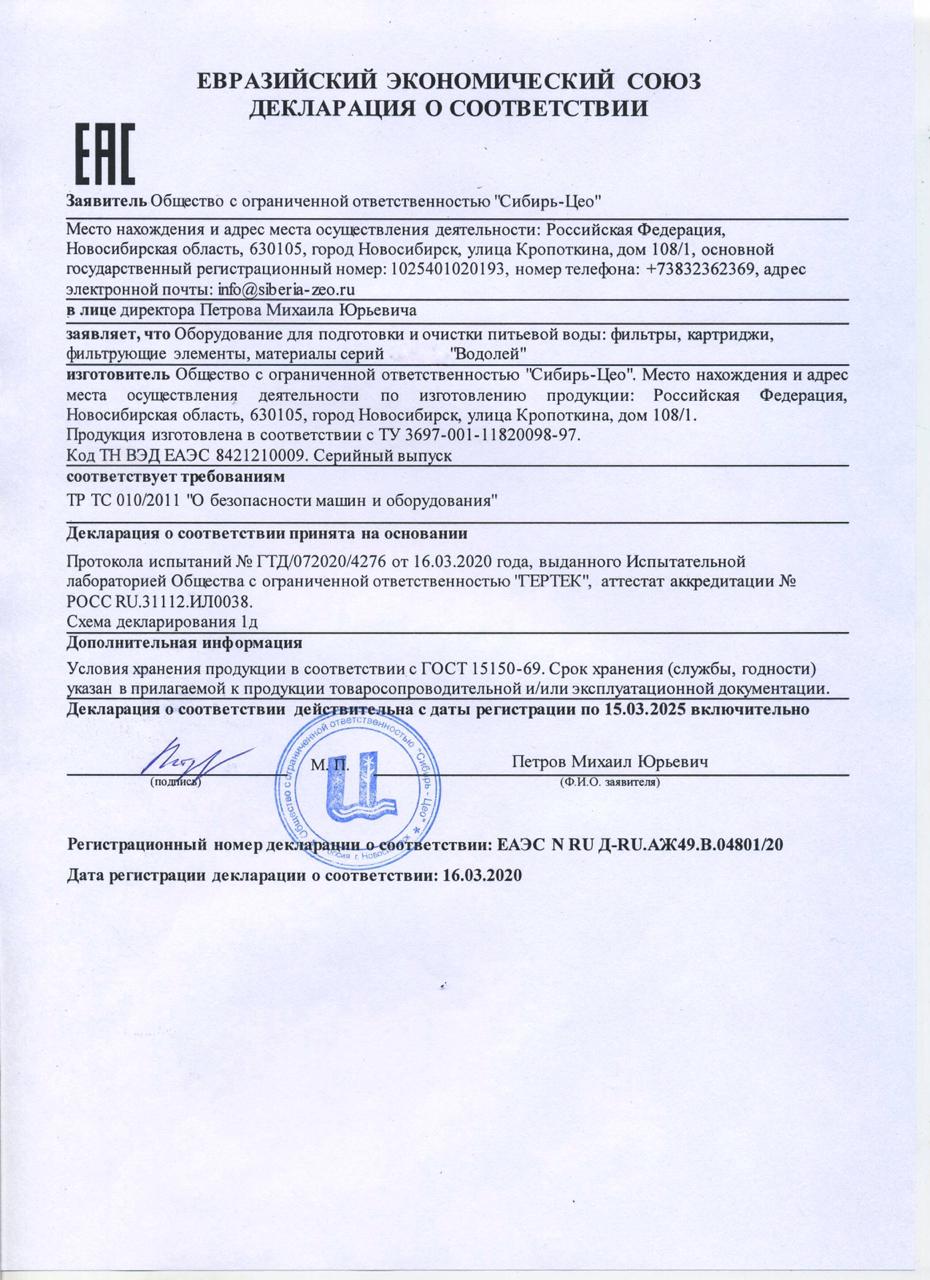 ЕВРАЗИЙСКИЙ ЭКОНОМИЧЕСКИЙ СОЮЗ
ДЕКЛАРАЦИЯ О СООТВЕТСТВИИ
ЕАС
Заявитель Общество с ограниченной ответственностью "Сибирь-Цео"
Место нахождения и адрес места осуществления деятельности: Российская Федерация,
Новосибирская область, 630105, город Новосибирск, улица Кропоткина, дом 108/1, основной
государственный регистрационный номер: 1025401020193, номер телефона: +73832362369, адрес
электронной почты: info@siberia-zeo.ru
в лице директора Петрова Михаила Юрьевича
заявляет, что Оборудование для подготовки и очистки питьевой воды: фильтры, картриджи,
фильтрующие элементы, материалы серий "Водолей"
изготовитель Общество с ограниченной ответственностью "Сибирь-Цео". Место нахождения и адрес
места осуществления деятельности по изготовлению продукции: Российская Федерация,
Новосибирская область, 630105, город Новосибирск, улица Кропоткина, дом 108/1.
Продукция изготовлена в соответствии с ТУ 3697-001-11820098-97.
Код ТН ВЭД ЕАЭС 8421210009. Серийный выпуск
соответствует требованиям
ТР ТС 010/2011 "О безопасности машин и оборудования"
Декларация о соответствии принята на основании
Протокола испытаний № ГТД/072020/4276 от 16.03.2020 года, выданного Испытательной
лабораторией Общества с ограниченной ответственностью "ГЕРТЕК", аттестат аккредитации №
РОСС RU.31112.ИЛ0038.
Схема декларирования 1д
Дополнительная информация
Условия хранения продукции в соответствии с ГОСТ 15150-69. Срок хранения (службы, годности)
указан в прилагаемой к продукции товаросопроводительной и/или эксплуатационной документации.
Декларация о соответствии действительна с даты регистрации по 15.03.2025 включительно
М. П. Петров Михаил Юрьевич
(подпись) (Ф.И.О. заявителя)
Общество с ограниченной ответственностью "Сибирь - Цео" ★
г. Новосибирск
Регистрационный номер декларации о соответствии: ЕАЭС N RU Д-RU.АЖ49.В.04801/20
Дата регистрации декларации о соответствии: 16.03.2020